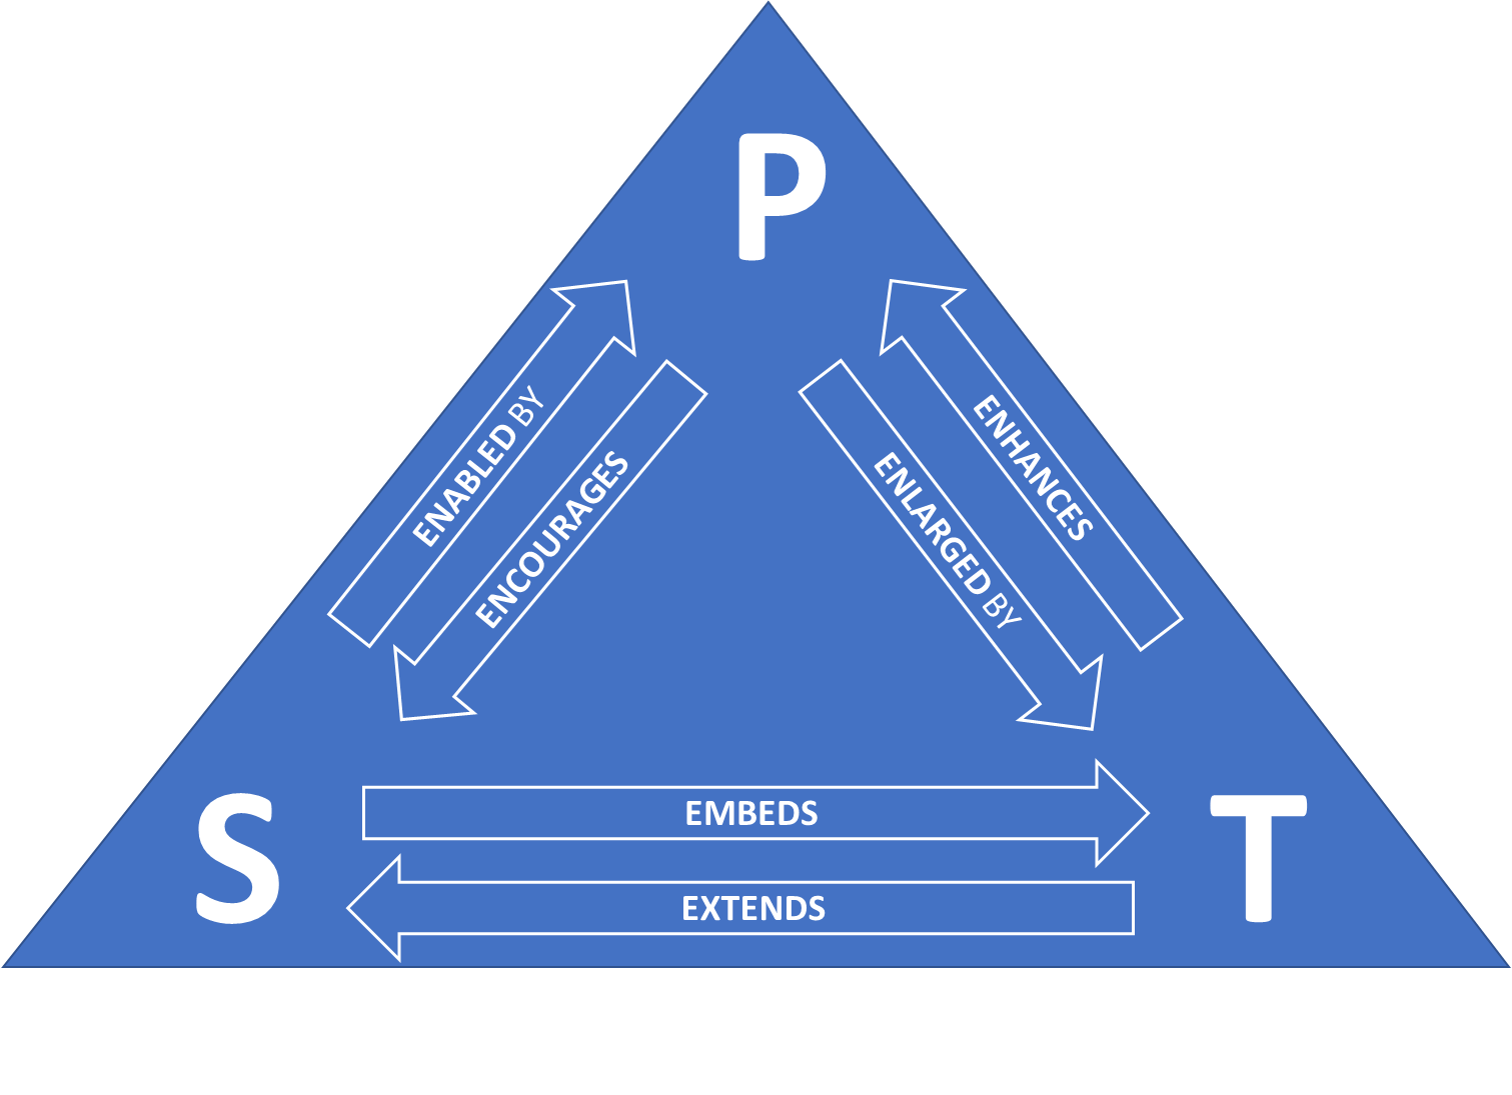 P
ENABLED BY
ENCOURAGES
ENLARGED BY
ENHANCES
S
EMBEDS
T
EXTENDS